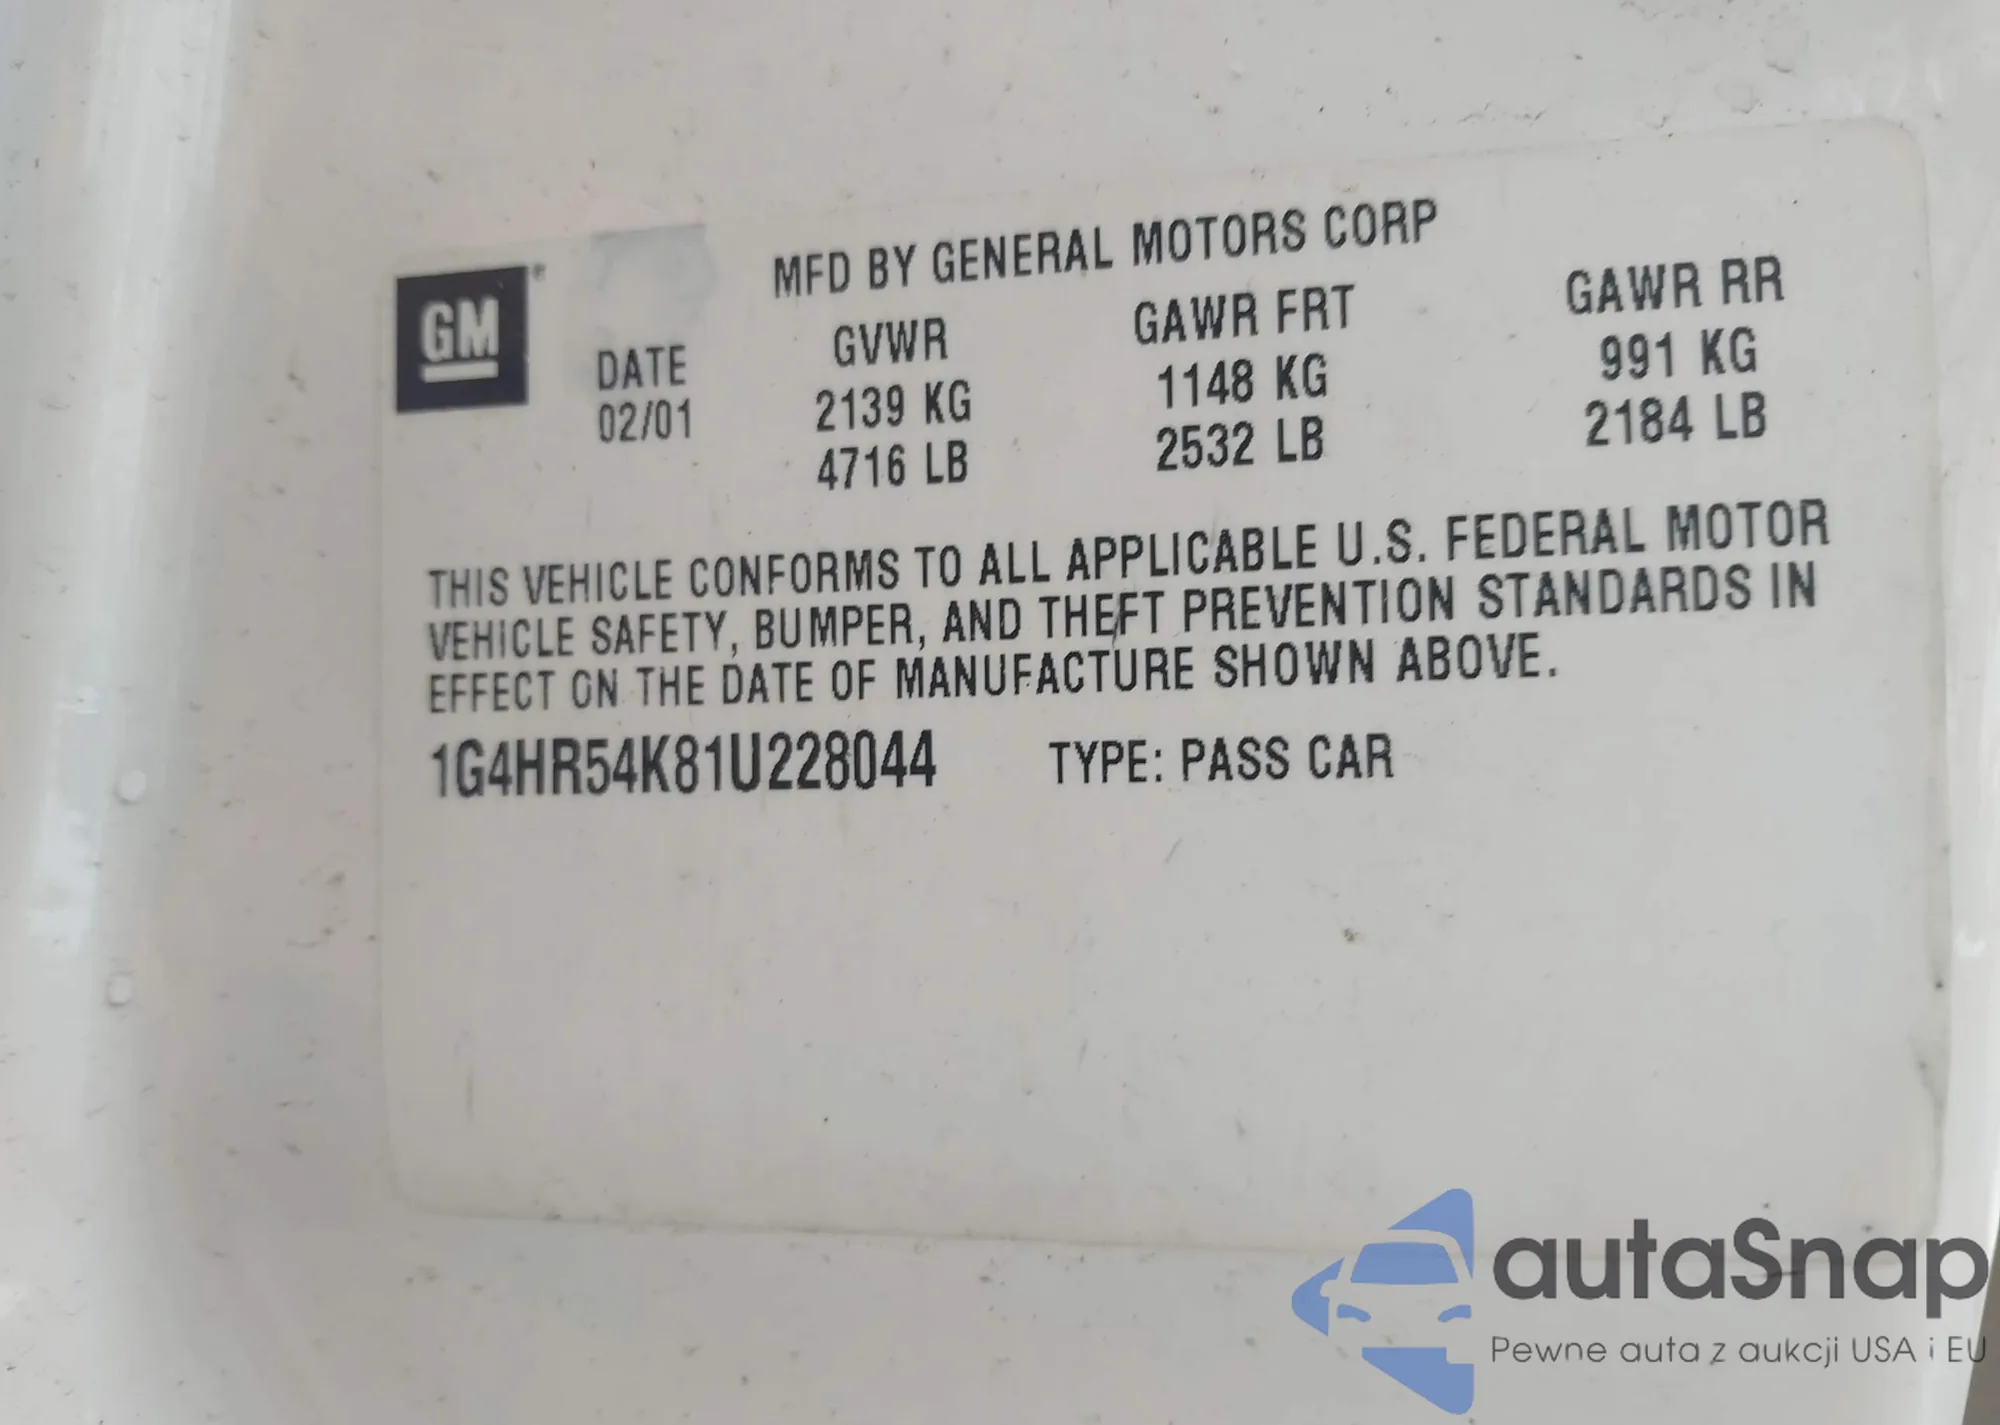 MFD BY GENERAL MOTORS CORP
GM®
DATE GVWR GAWR FRT GAWR RR
02/01 2139 KG 1148 KG 991 KG
4716 LB 2532 LB 2184 LB
THIS VEHICLE CONFORMS TO ALL APPLICABLE U.S. FEDERAL MOTOR
VEHICLE SAFETY, BUMPER, AND THEFT PREVENTION STANDARDS IN
EFFECT ON THE DATE OF MANUFACTURE SHOWN ABOVE.
1G4HR54K81U228044 TYPE: PASS CAR
autaSnap
Pewne auta z aukcji USA i EU